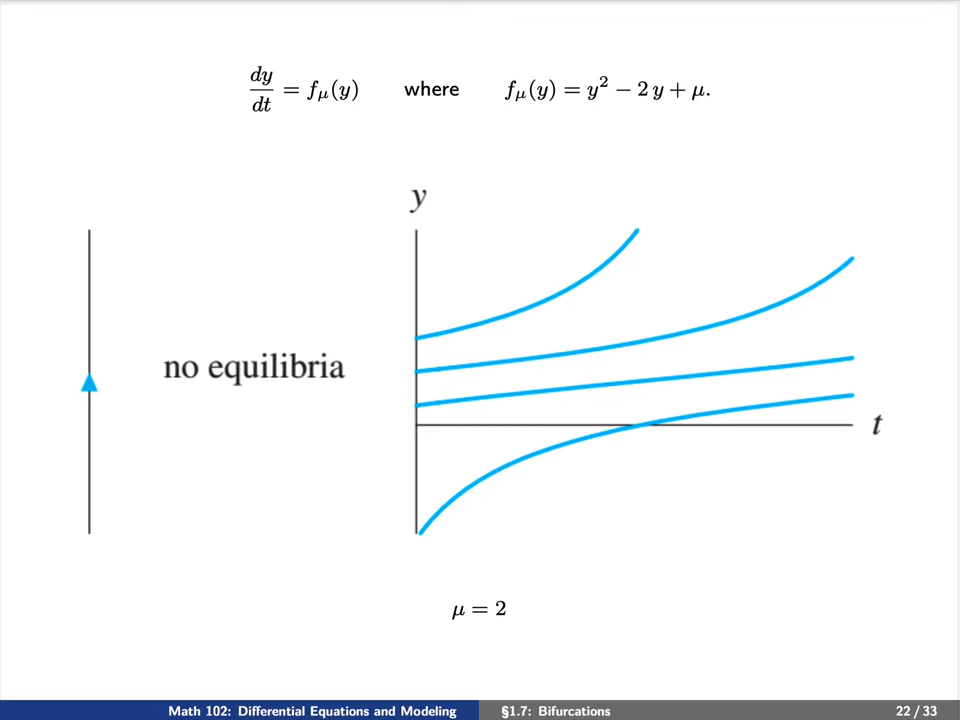 dy/dt = f_μ(y) where f_μ(y) = y² − 2 y + μ.
y
no equilibria
t
μ = 2
Math 102: Differential Equations and Modeling §1.7: Bifurcations 22 / 33